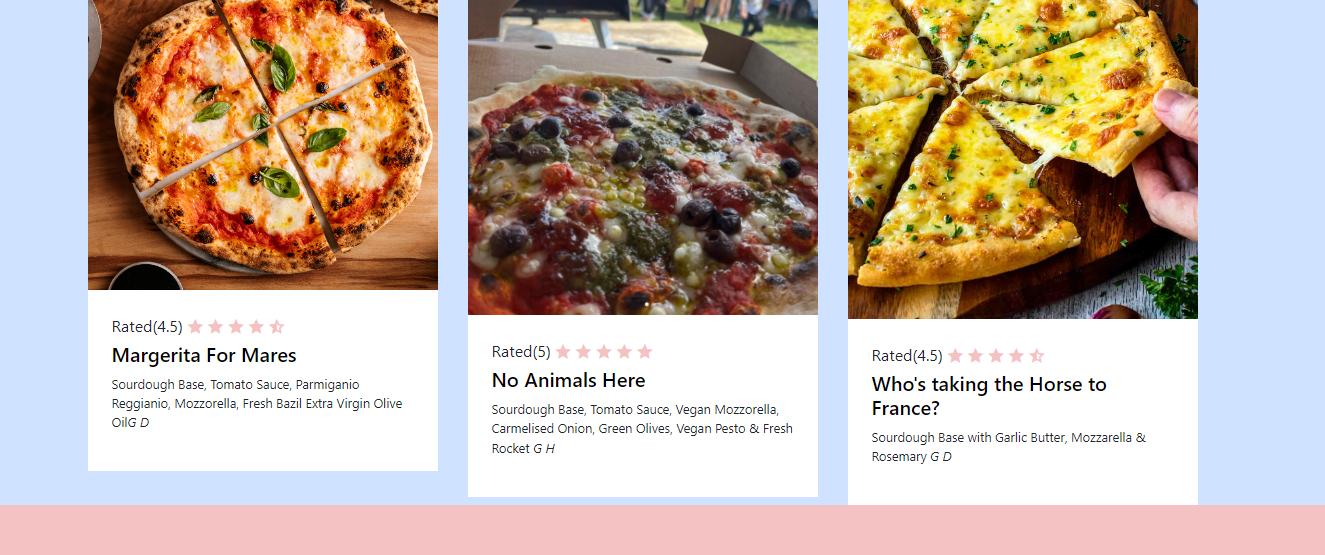 Rated(4.5)
Margerita For Mares
Sourdough Base, Tomato Sauce, Parmiganio
Reggianio, Mozzorella, Fresh Bazil Extra Virgin Olive
OilG D
Rated(5)
No Animals Here
Sourdough Base, Tomato Sauce, Vegan Mozzorella,
Carmelised Onion, Green Olives, Vegan Pesto & Fresh
Rocket G H
Rated(4.5)
Who's taking the Horse to
France?
Sourdough Base with Garlic Butter, Mozzarella &
Rosemary G D